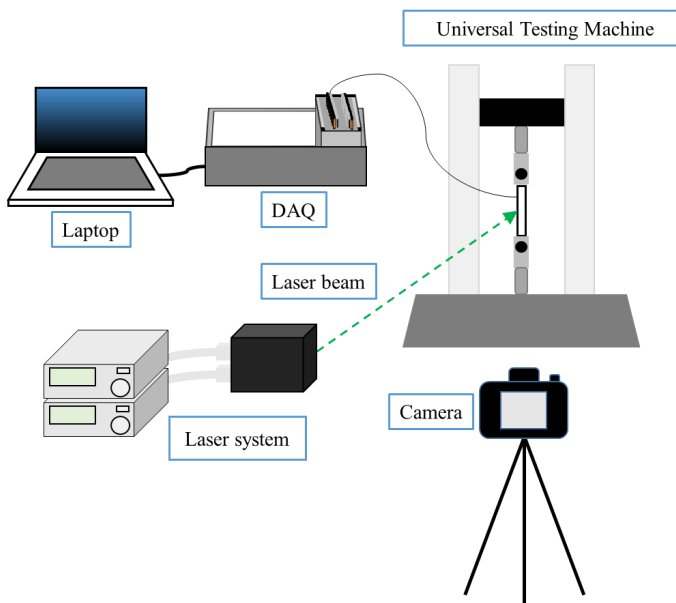 Universal Testing Machine
DAQ
Laptop
Laser beam
Camera
Laser system